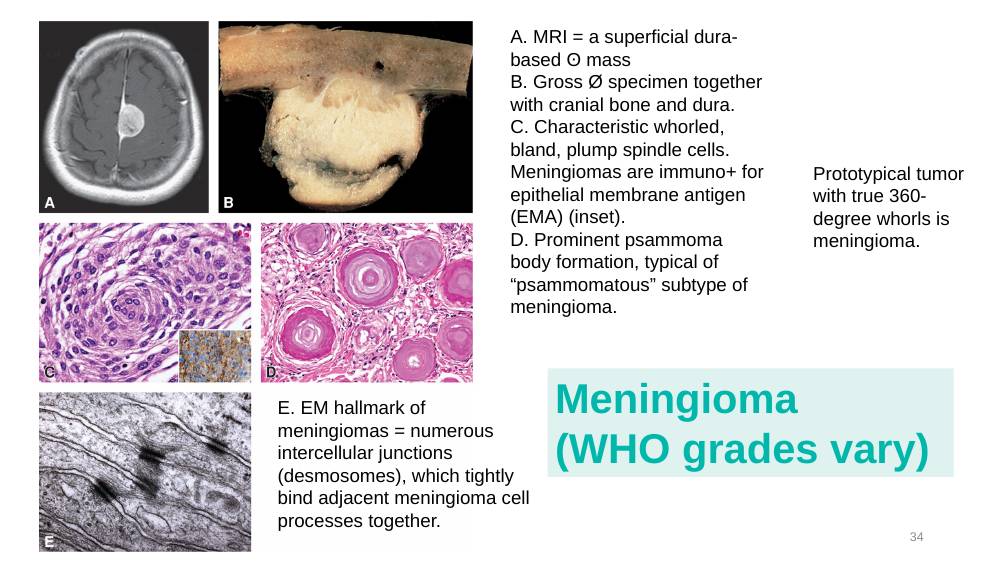 A
B
C
D
E
A. MRI = a superficial dura-
based ʘ mass
B. Gross Ø specimen together
with cranial bone and dura.
C. Characteristic whorled,
bland, plump spindle cells.
Meningiomas are immuno+ for
epithelial membrane antigen
(EMA) (inset).
D. Prominent psammoma
body formation, typical of
“psammomatous” subtype of
meningioma.
Prototypical tumor
with true 360-
degree whorls is
meningioma.
E. EM hallmark of
meningiomas = numerous
intercellular junctions
(desmosomes), which tightly
bind adjacent meningioma cell
processes together.
Meningioma
(WHO grades vary)
34